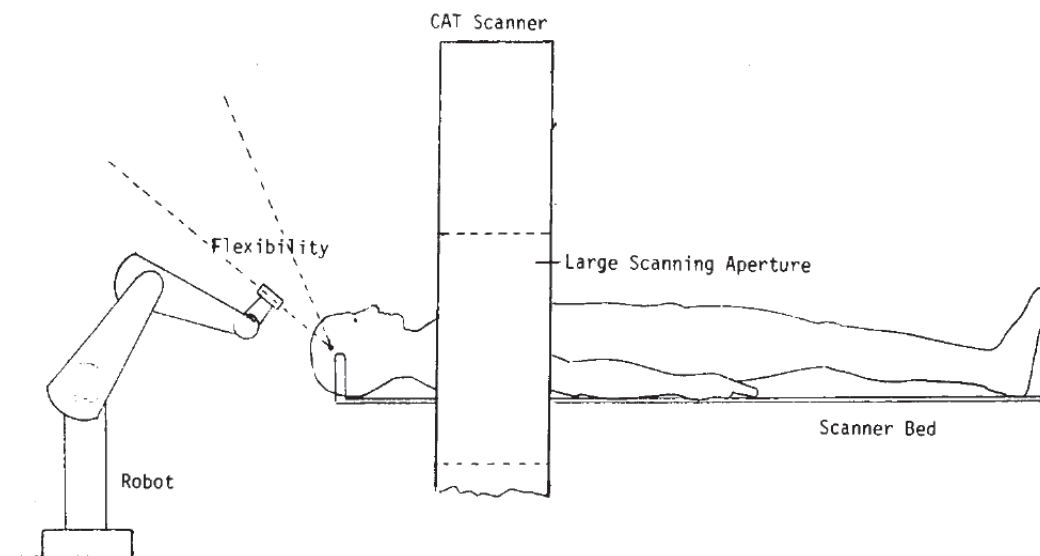 CAT Scanner
Flexibility
Large Scanning Aperture
Scanner Bed
Robot